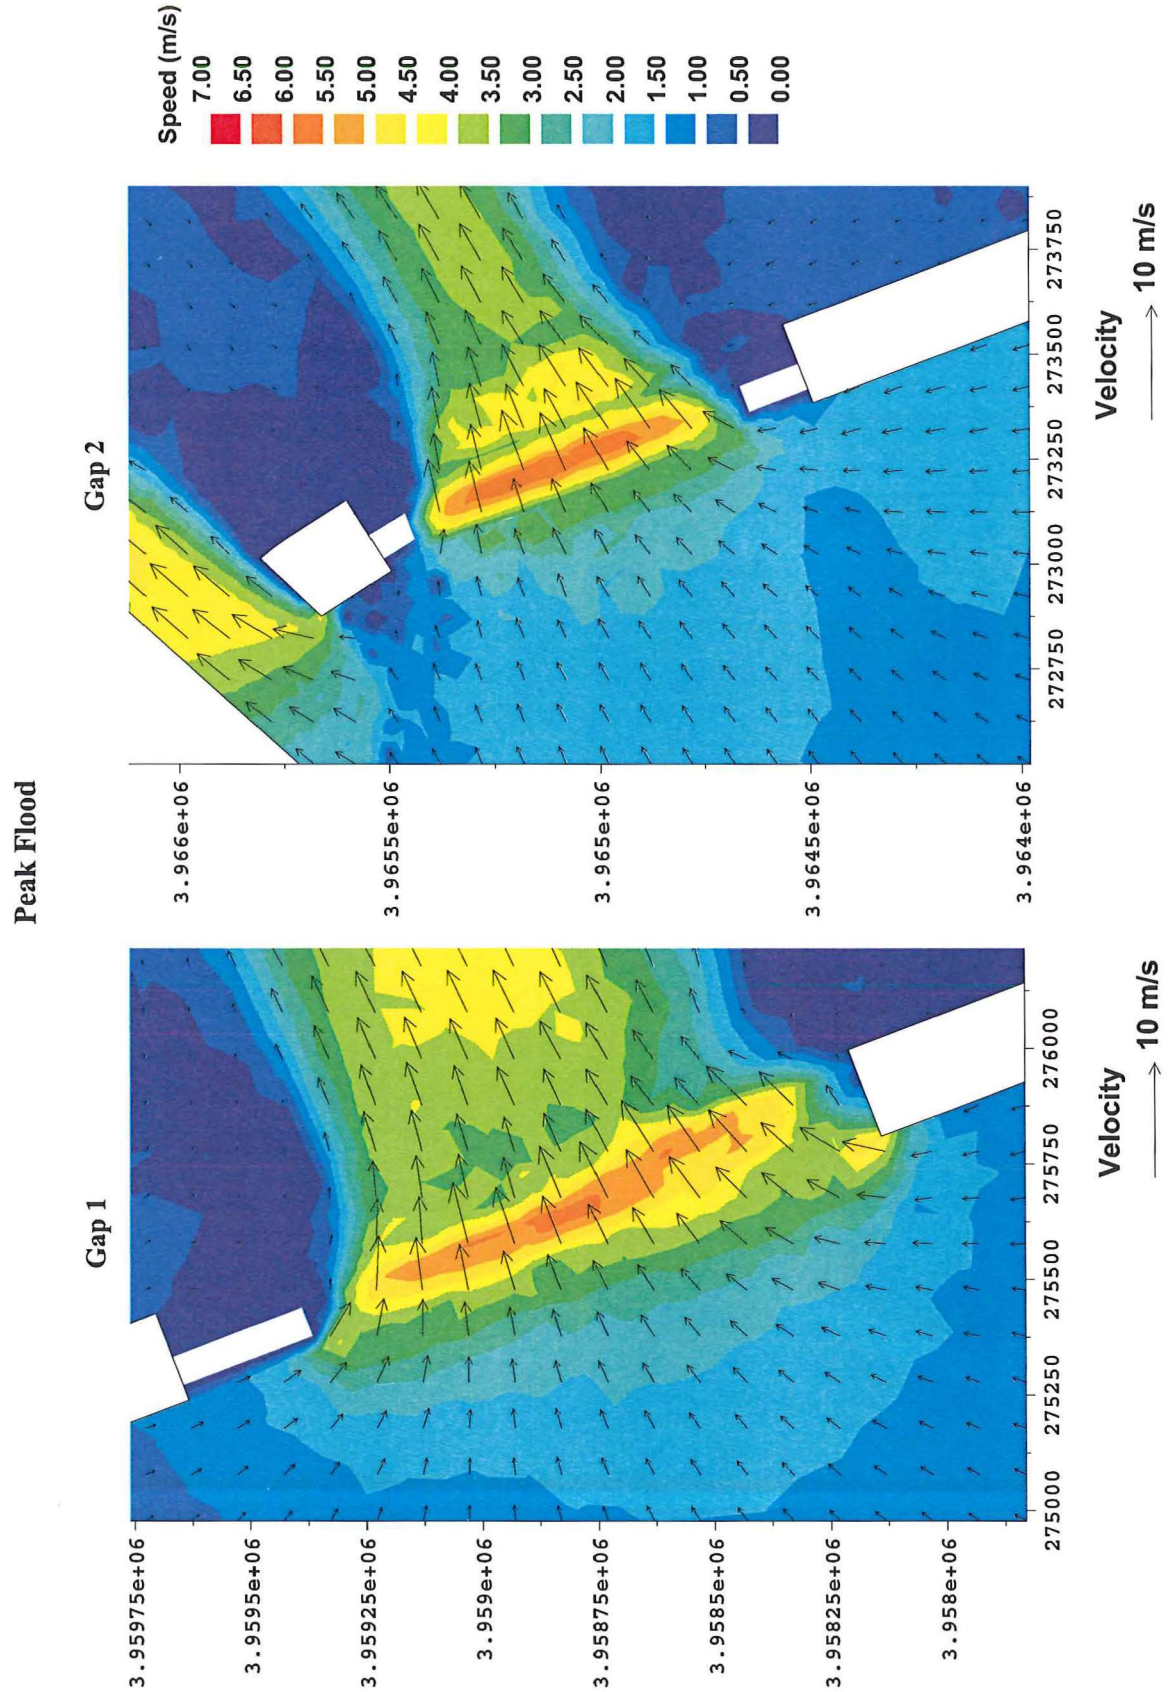 Peak Flood
Gap 1
3.95975e+06
3.9595e+06
3.95925e+06
3.959e+06
3.95875e+06
3.9585e+06
3.95825e+06
3.958e+06
275000
275250
275500
275750
276000
Velocity
10 m/s
Gap 2
3.966e+06
3.9655e+06
3.965e+06
3.9645e+06
3.964e+06
272750
273000
273250
273500
273750
Velocity
10 m/s
Speed (m/s)
7.00
6.50
6.00
5.50
5.00
4.50
4.00
3.50
3.00
2.50
2.00
1.50
1.00
0.50
0.00